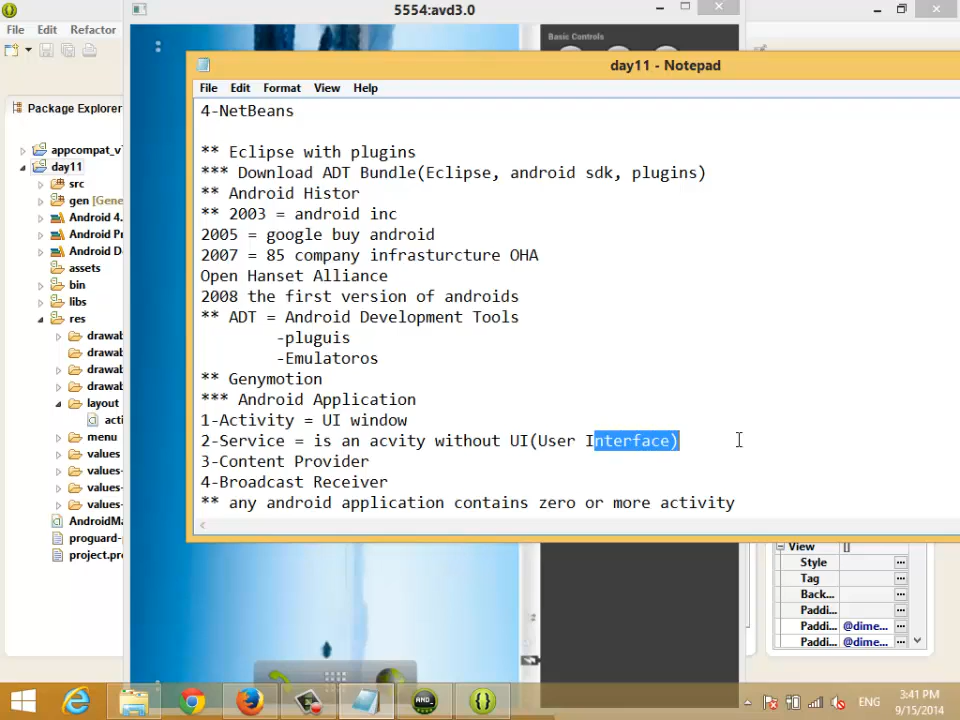 5554:avd3.0
File Edit Refactor
Basic Controls
day11 - Notepad
File Edit Format View Help
Package Explorer
appcompat_v
day11
src
gen [Gene
Android 4.
Android Pr
Android D
assets
bin
libs
res
drawab
drawab
drawab
drawab
layout
acti
menu
values
values-
values-
values-
AndroidMa
proguard-
project.pr
4-NetBeans
** Eclipse with plugins
*** Download ADT Bundle(Eclipse, android sdk, plugins)
** Android Histor
** 2003 = android inc
2005 = google buy android
2007 = 85 company infrasturcture OHA
Open Hanset Alliance
2008 the first version of androids
** ADT = Android Development Tools
-pluguis
-Emulatoros
** Genymotion
*** Android Application
1-Activity = UI window
2-Service = is an acvity without UI(User Interface)
3-Content Provider
4-Broadcast Receiver
** any android application contains zero or more activity
View []
Style ...
Tag ...
Back... ...
Paddi... ...
Paddi... @dime... ...
Paddi... @dime... ...
AND_
ENG
3:41 PM
9/15/2014